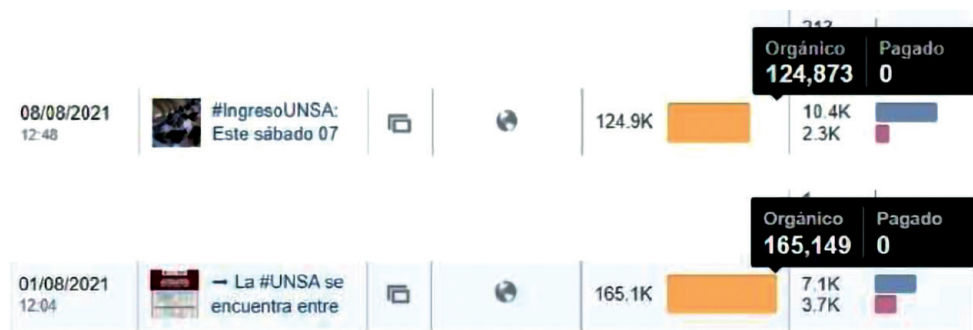 Orgánico Pagado
124,873 0
08/08/2021
12:48
#IngresoUNSA:
Este sábado 07
124.9K
10.4K
2.3K
Orgánico Pagado
165,149 0
01/08/2021
12:04
→ La #UNSA se
encuentra entre
165.1K
7.1K
3.7K